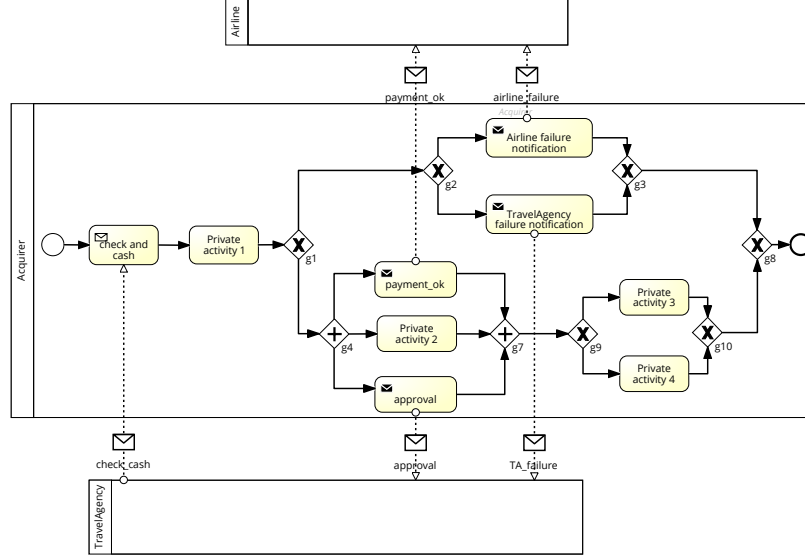 Airline
payment_ok
airline_failure
Acquirer
Acquirer
Airline failure
notification
g2
g3
TravelAgency
failure notification
check and
cash
Private
activity 1
g1
g8
payment_ok
Private
activity 3
Private
activity 2
g4
g7
g9
g10
Private
activity 4
approval
check_cash
approval
TA_failure
TravelAgency